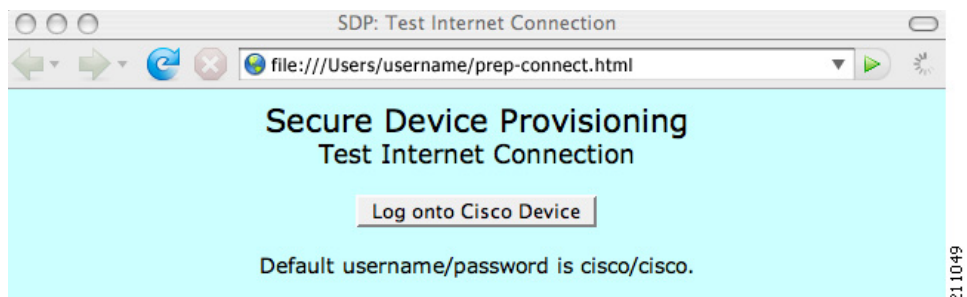 SDP: Test Internet Connection
file:///Users/username/prep-connect.html
Secure Device Provisioning
Test Internet Connection
Log onto Cisco Device
Default username/password is cisco/cisco.
211049